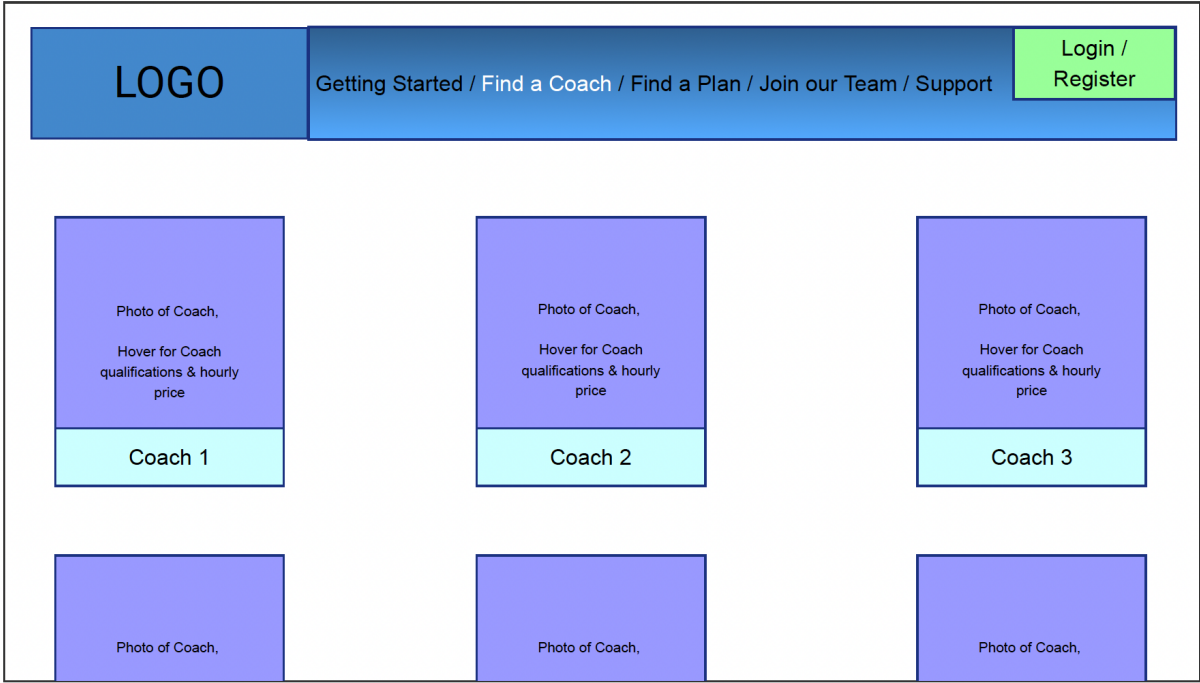 LOGO
Getting Started / Find a Coach / Find a Plan / Join our Team / Support
Login /
Register
Photo of Coach,
Hover for Coach
qualifications & hourly
price
Coach 1
Photo of Coach,
Hover for Coach
qualifications & hourly
price
Coach 2
Photo of Coach,
Hover for Coach
qualifications & hourly
price
Coach 3
Photo of Coach,
Photo of Coach,
Photo of Coach,